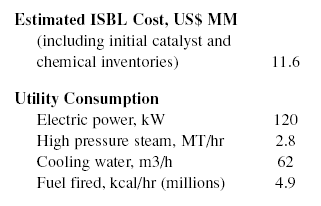 Estimated ISBL Cost, US$ MM
(including initial catalyst and
chemical inventories) 11.6
Utility Consumption
Electric power, kW 120
High pressure steam, MT/hr 2.8
Cooling water, m3/h 62
Fuel fired, kcal/hr (millions) 4.9